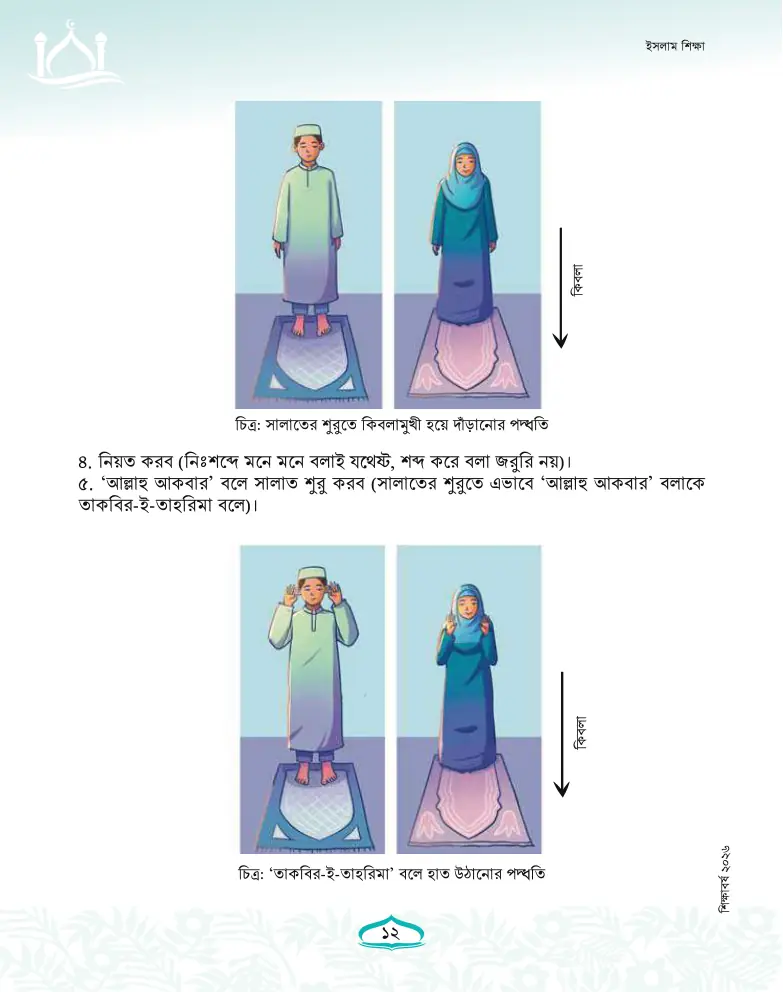 ইসলাম শিক্ষা
কিবলা
চিত্র: সালাতের শুরুতে কিবলামুখী হয়ে দাঁড়ানোর পদ্ধতি
৪. নিয়ত করব (নিঃশব্দে মনে মনে বলাই যথেষ্ট, শব্দ করে বলা জরুরি নয়)।
৫. ‘আল্লাহু আকবার’ বলে সালাত শুরু করব (সালাতের শুরুতে এভাবে ‘আল্লাহু আকবার’ বলাকে
তাকবির-ই-তাহরিমা বলে)।
কিবলা
চিত্র: ‘তাকবির-ই-তাহরিমা’ বলে হাত উঠানোর পদ্ধতি
শিক্ষাবর্ষ ২০২৬
১২